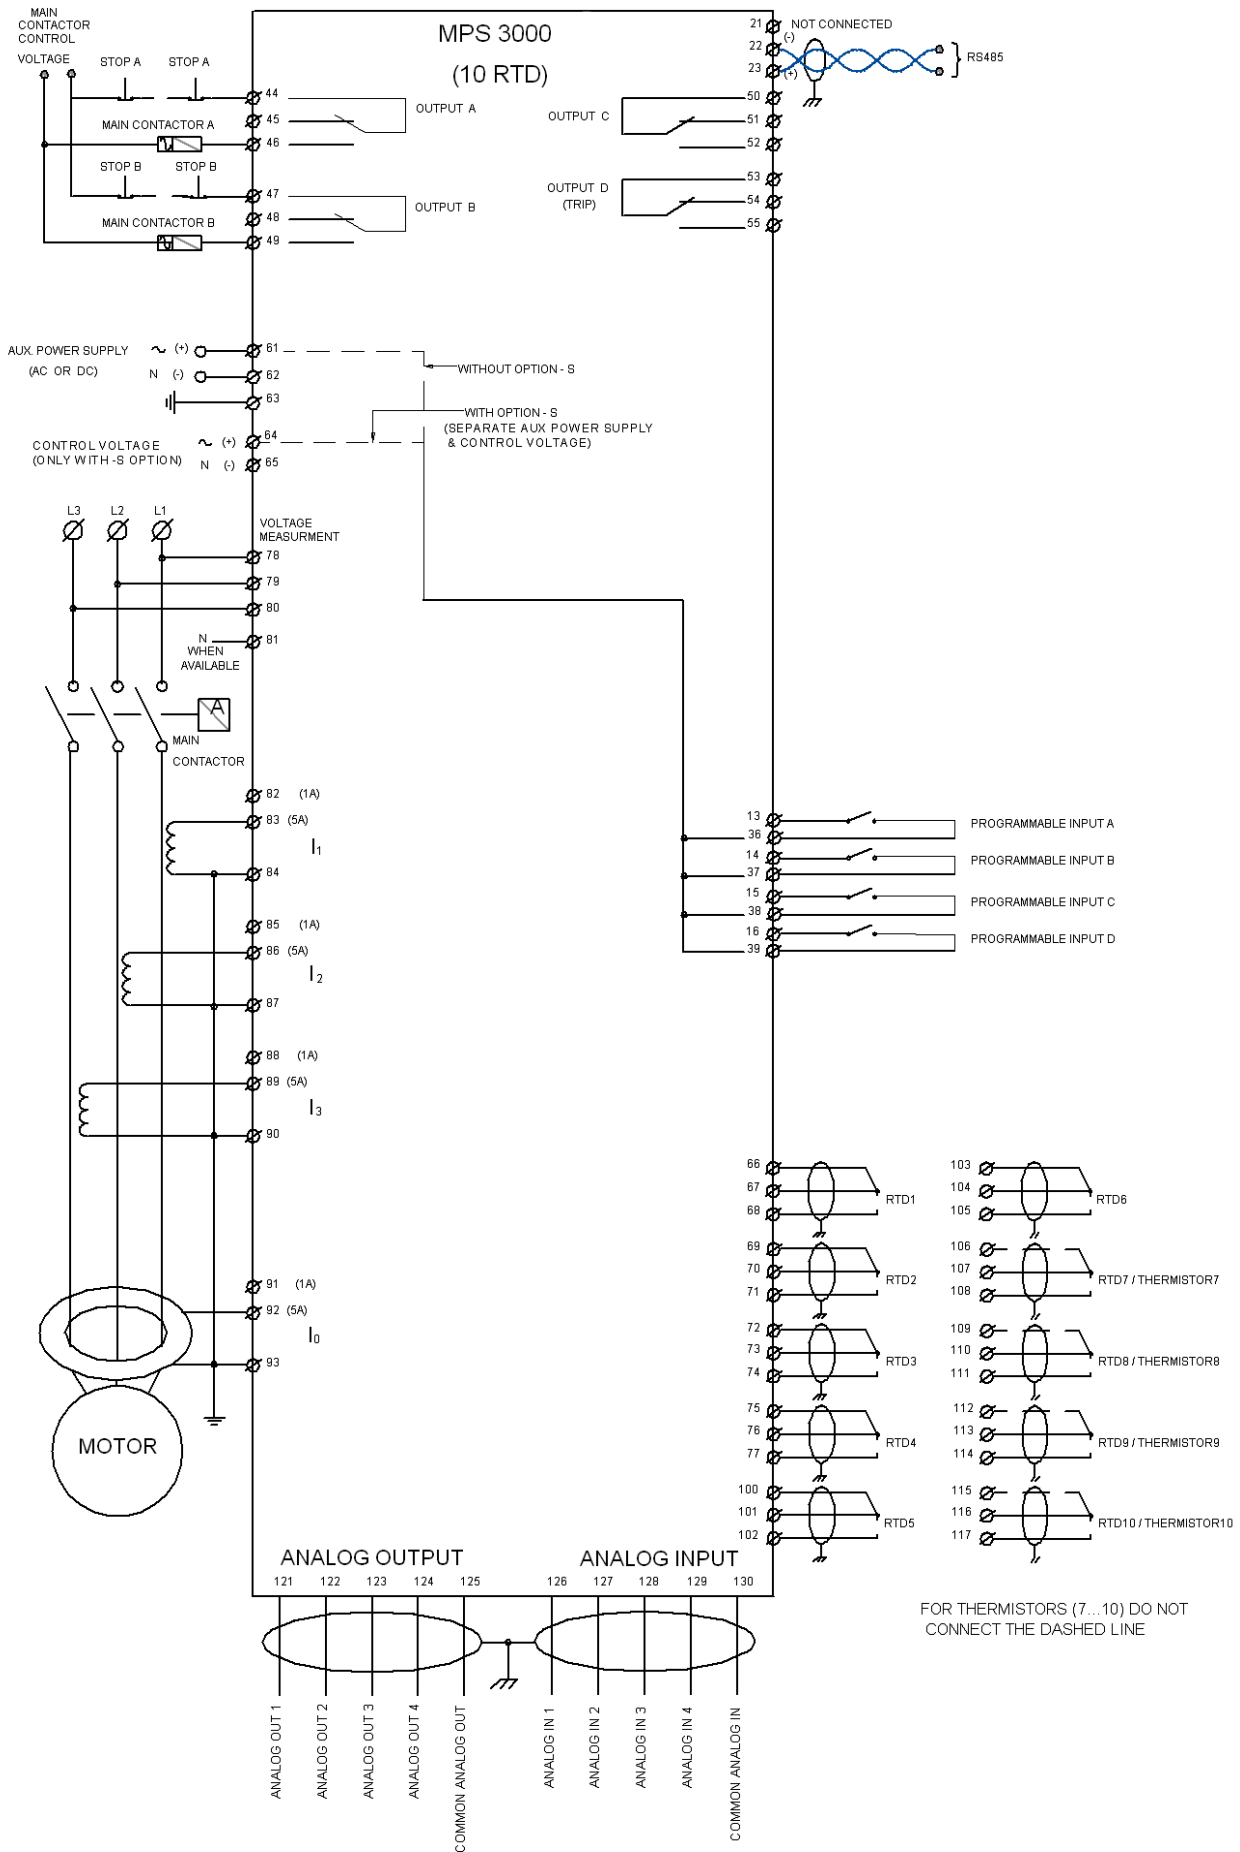 MAIN
CONTACTOR
CONTROL
VOLTAGE
STOP A
STOP A
MAIN CONTACTOR A
STOP B
STOP B
MAIN CONTACTOR B
MPS 3000
(10 RTD)
44
45
46
OUTPUT A
47
48
49
OUTPUT B
21
NOT CONNECTED
22
(-)
23
(+)
RS485
50
51
52
OUTPUT C
53
54
55
OUTPUT D
(TRIP)
AUX. POWER SUPPLY
(AC OR DC)
(+)
N (-)
61
62
63
WITHOUT OPTION - S
WITH OPTION - S
(SEPARATE AUX POWER SUPPLY
& CONTROL VOLTAGE)
CONTROL VOLTAGE
(ONLY WITH -S OPTION)
(+)
N (-)
64
65
L3
L2
L1
VOLTAGE
MEASURMENT
78
79
80
81
N
WHEN
AVAILABLE
A
MAIN
CONTACTOR
82 (1A)
83 (5A)
I1
84
85 (1A)
86 (5A)
I2
87
88 (1A)
89 (5A)
I3
90
91 (1A)
92 (5A)
I0
93
MOTOR
13
36
PROGRAMMABLE INPUT A
14
37
PROGRAMMABLE INPUT B
15
38
PROGRAMMABLE INPUT C
16
39
PROGRAMMABLE INPUT D
66
67
68
RTD1
69
70
71
RTD2
72
73
74
RTD3
75
76
77
RTD4
100
101
102
RTD5
103
104
105
RTD6
106
107
108
RTD7 / THERMISTOR7
109
110
111
RTD8 / THERMISTOR8
112
113
114
RTD9 / THERMISTOR9
115
116
117
RTD10 / THERMISTOR10
FOR THERMISTORS (7...10) DO NOT
CONNECT THE DASHED LINE
ANALOG OUTPUT
121 122 123 124 125
ANALOG INPUT
126 127 128 129 130
ANALOG OUT 1
ANALOG OUT 2
ANALOG OUT 3
ANALOG OUT 4
COMMON ANALOG OUT
ANALOG IN 1
ANALOG IN 2
ANALOG IN 3
ANALOG IN 4
COMMON ANALOG IN